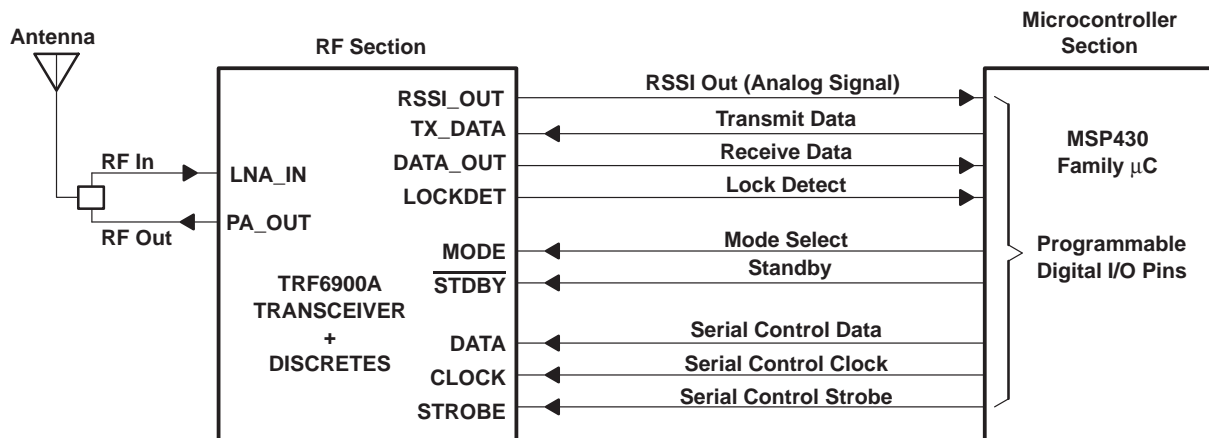 Antenna
RF Section
Microcontroller
Section
RSSI_OUT
RSSI Out (Analog Signal)
TX_DATA
Transmit Data
DATA_OUT
Receive Data
LOCKDET
Lock Detect
RF In
LNA_IN
RF Out
PA_OUT
MSP430
Family μC
MODE
Mode Select
STDBY
Standby
Programmable
Digital I/O Pins
TRF6900A
TRANSCEIVER
+
DISCRETES
DATA
Serial Control Data
CLOCK
Serial Control Clock
STROBE
Serial Control Strobe